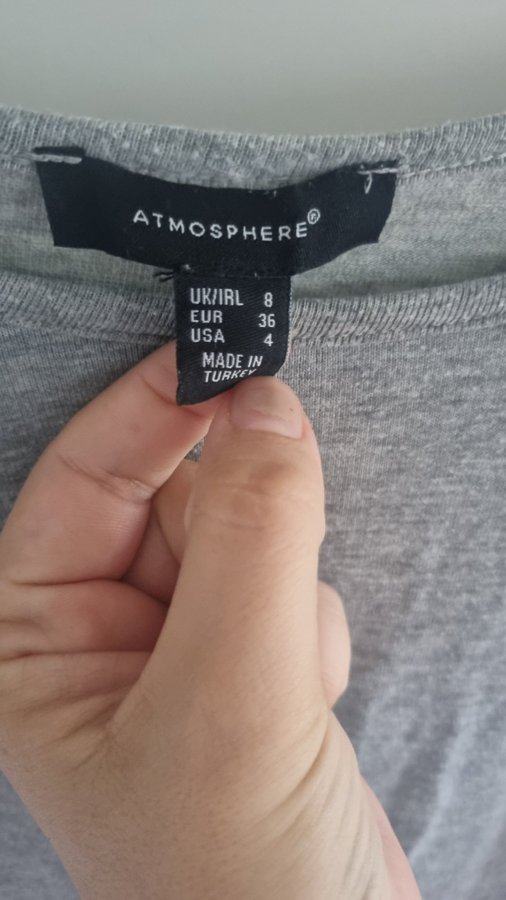 ATMOSPHERE®
UK/IRL 8
EUR 36
USA 4
MADE IN
TURKEY